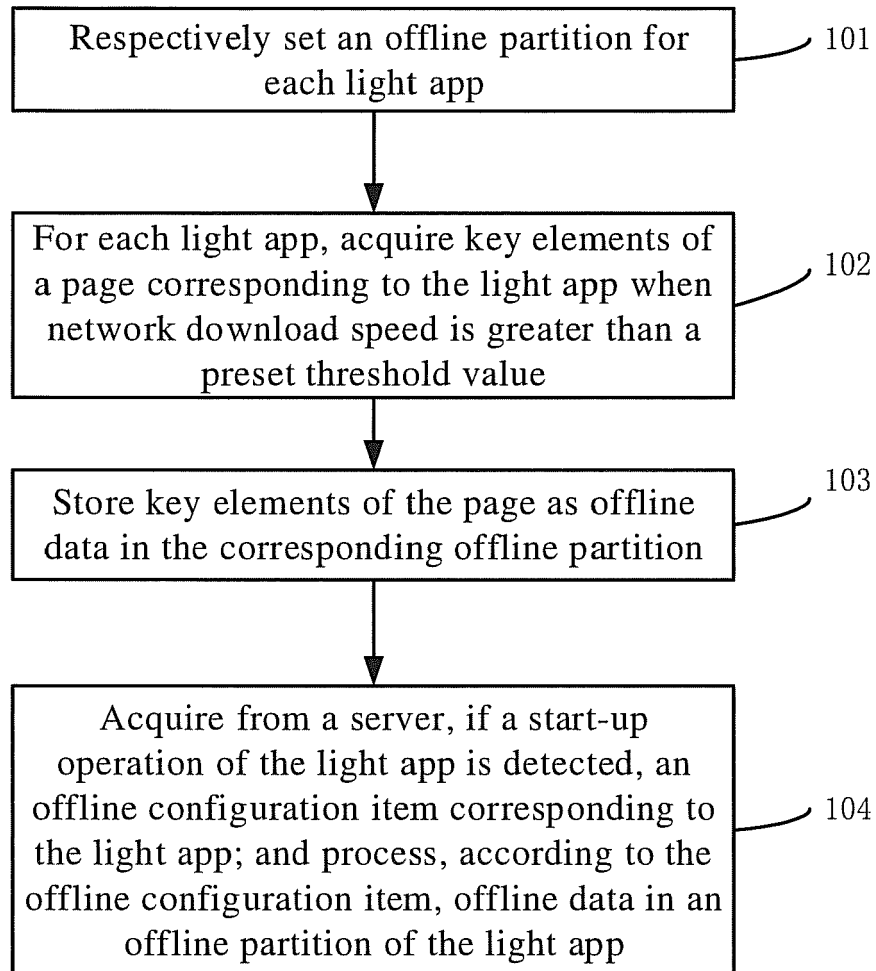 Respectively set an offline partition for
each light app
101
For each light app, acquire key elements of
a page corresponding to the light app when
network download speed is greater than a
preset threshold value
102
Store key elements of the page as offline
data in the corresponding offline partition
103
Acquire from a server, if a start-up
operation of the light app is detected, an
offline configuration item corresponding to
the light app; and process, according to the
offline configuration item, offline data in an
offline partition of the light app
104